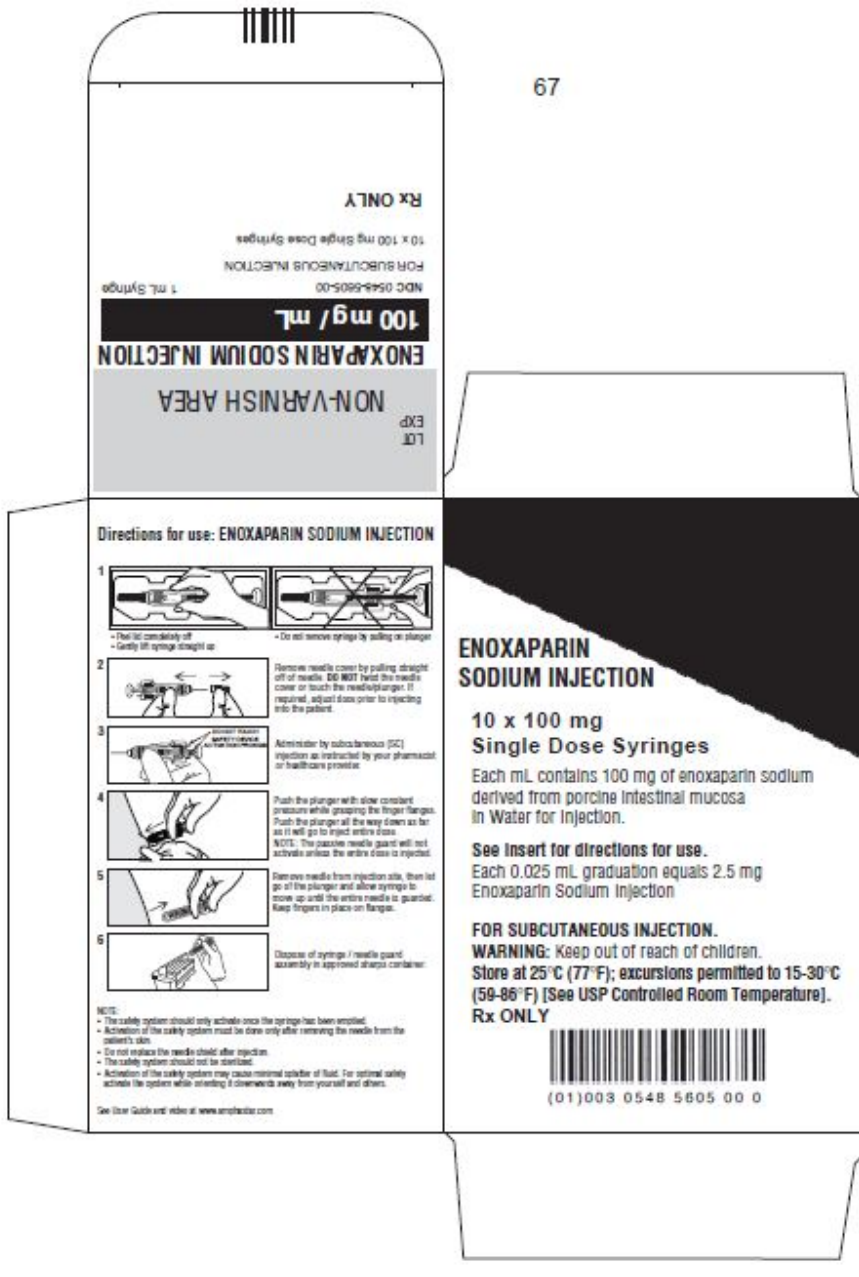 67
Rx ONLY
10 x 100 mg Single Dose Syringes
FOR SUBCUTANEOUS INJECTION
NDC 0548-5605-00 1 mL Syringe
100 mg / mL
ENOXAPARIN SODIUM INJECTION
NON-VARNISH AREA
LOT
EXP
Directions for use: ENOXAPARIN SODIUM INJECTION
1
• Peel lid completely off
• Gently lift syringe straight up
• Do not remove syringe by pulling on plunger
2
Remove needle cover by pulling straight
off of needle. DO NOT twist the needle
cover or touch the needle/plunger. If
required, adjust dose prior to injecting
into the patient.
3
DO NOT TOUCH
SAFETY DEVICE
ACTIVATION PRONGS
Administer by subcutaneous (SC)
injection as instructed by your pharmacist
or healthcare provider.
4
Push the plunger with slow constant
pressure while grasping the finger flanges.
Push the plunger all the way down as far
as it will go to inject entire dose.
NOTE: The passive needle guard will not
activate unless the entire dose is injected.
5
Remove needle from injection site, then let
go of the plunger and allow syringe to
move up until the entire needle is guarded.
Keep fingers in place on flanges.
6
Dispose of syringe / needle guard
assembly in approved sharps container.
NOTE:
• The safety system should only activate once the syringe has been emptied.
• Activation of the safety system must be done only after removing the needle from the
patient's skin.
• Do not replace the needle shield after injection.
• The safety system should not be sterilized.
• Activation of the safety system may cause minimal splatter of fluid. For optimal safety
activate the system while orienting it downwards away from yourself and others.
See User Guide and video at www.amphastar.com
ENOXAPARIN
SODIUM INJECTION
10 x 100 mg
Single Dose Syringes
Each mL contains 100 mg of enoxaparin sodium
derived from porcine intestinal mucosa
in Water for Injection.
See insert for directions for use.
Each 0.025 mL graduation equals 2.5 mg
Enoxaparin Sodium Injection
FOR SUBCUTANEOUS INJECTION.
WARNING: Keep out of reach of children.
Store at 25°C (77°F); excursions permitted to 15-30°C
(59-86°F) [See USP Controlled Room Temperature].
Rx ONLY
(01)003 0548 5605 00 0